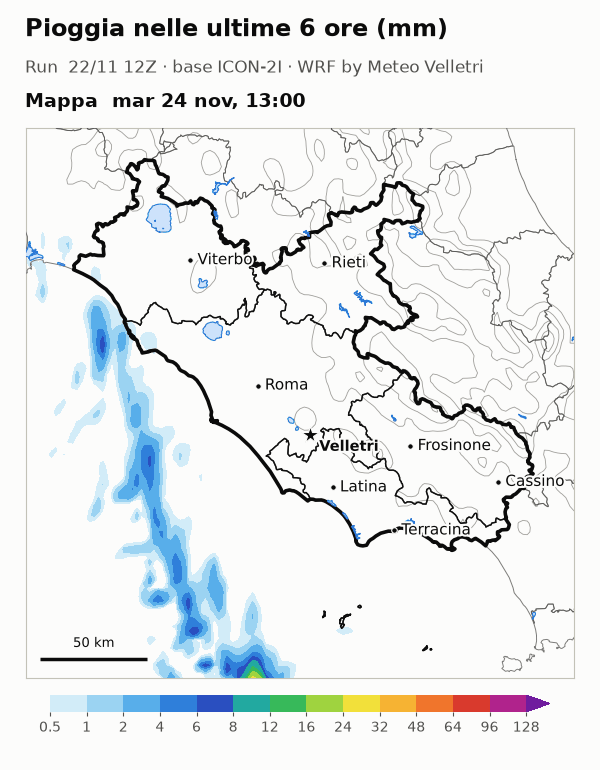 Pioggia nelle ultime 6 ore (mm)
Run 22/11 12Z · base ICON-2I · WRF by Meteo Velletri
Mappa mar 24 nov, 13:00
Viterbo
Rieti
Roma
Velletri
Frosinone
Latina
Cassino
Terracina
50 km
0.5 1 2 4 6 8 12 16 24 32 48 64 96 128